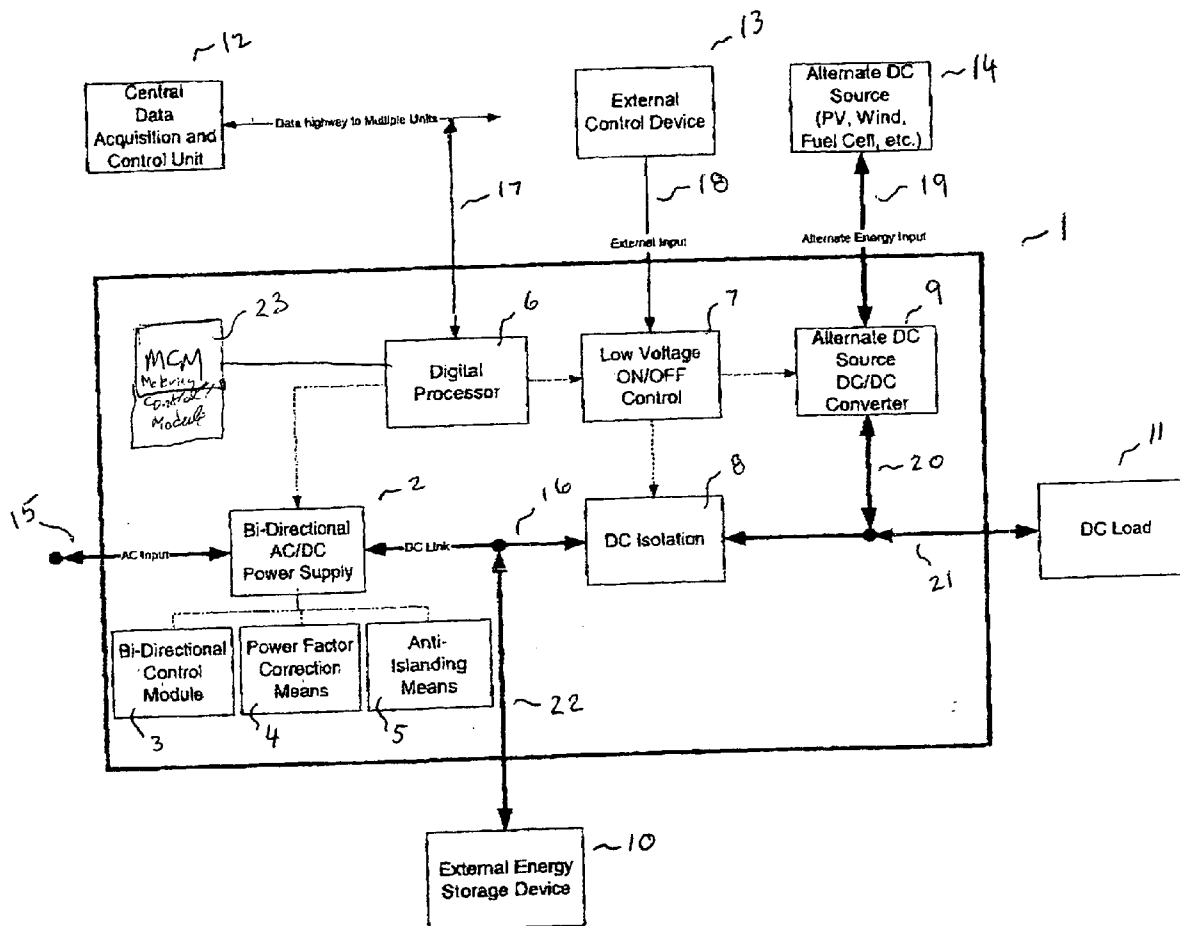 12
Central
Data
Acquisition and
Control Unit
Data highway to Multiple Units
17
13
External
Control Device
18
External Input
Alternate DC
Source
(PV, Wind,
Fuel Cell, etc.)
14
19
Alternate Energy Input
1
23
MCM
Metering
Control
Module
6
Digital
Processor
7
Low Voltage
ON/OFF
Control
9
Alternate DC
Source
DC/DC
Converter
20
15
AC Input
2
Bi-Directional
AC/DC
Power Supply
DC Link
16
8
DC Isolation
21
11
DC Load
Bi-Directional
Control
Module
3
Power Factor
Correction
Means
4
Anti-
Islanding
Means
5
22
External Energy
Storage Device
10